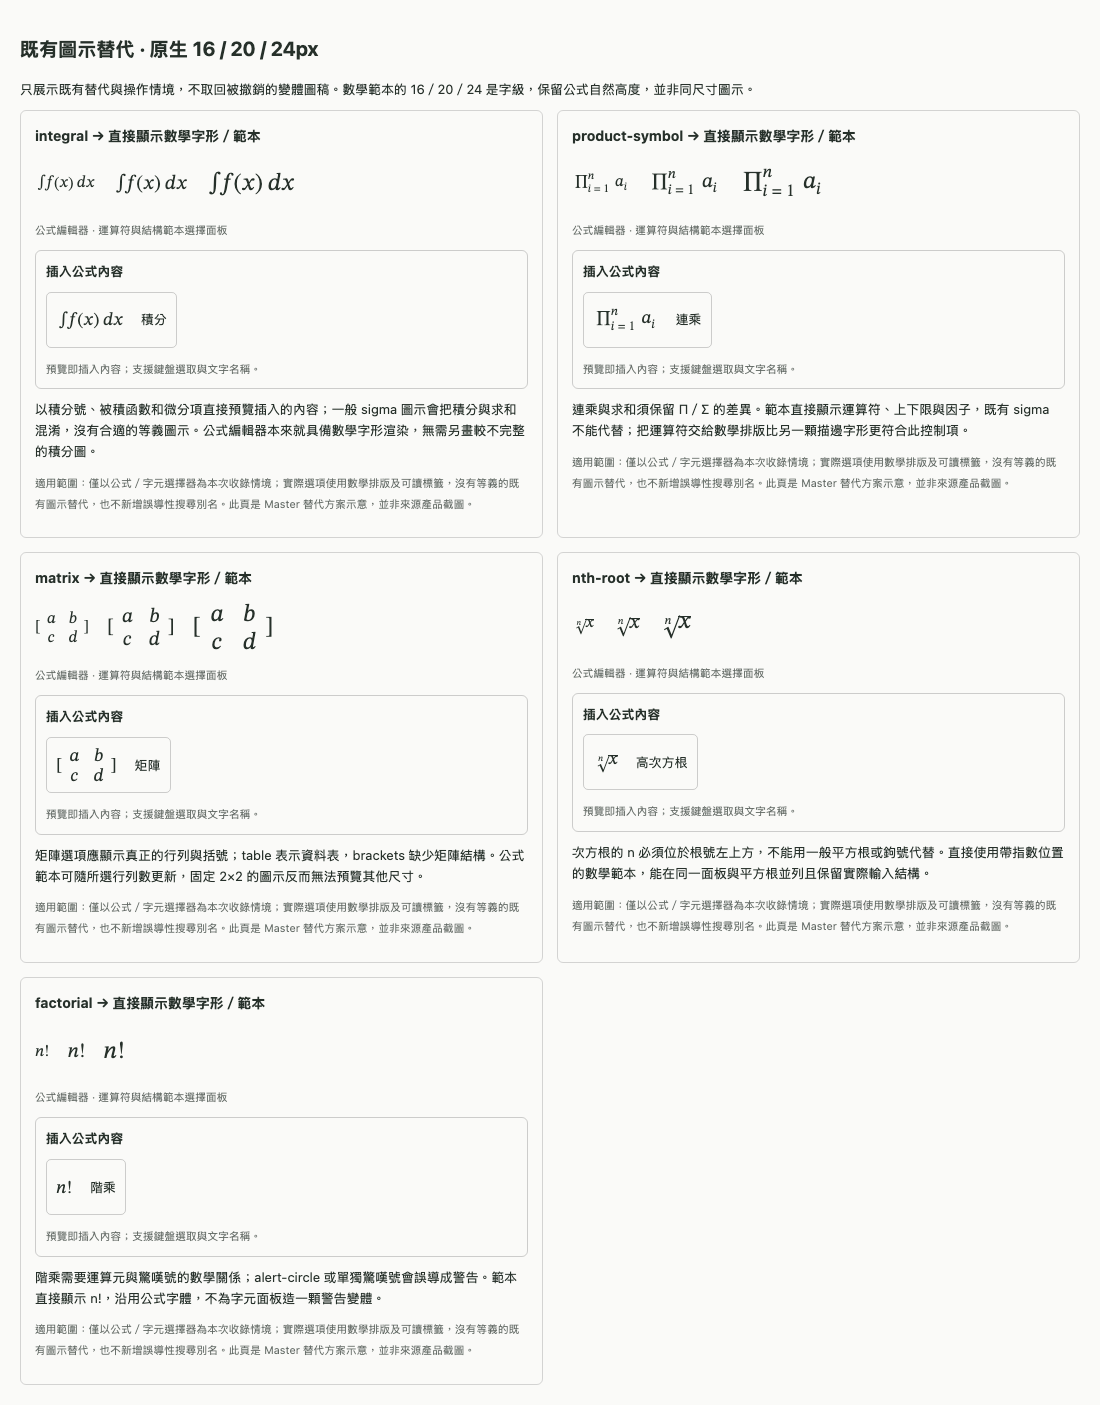 既有圖示替代 · 原生 16 / 20 / 24px
只展示既有替代與操作情境，不取回被撤銷的變體圖稿。數學範本的 16 / 20 / 24 是字級，保留公式自然高度，並非同尺寸圖示。
integral → 直接顯示數學字形 / 範本
∫f(x) dx ∫f(x) dx ∫f(x) dx
公式編輯器 · 運算符與結構範本選擇面板
插入公式內容
∫f(x) dx 積分
預覽即插入內容；支援鍵盤選取與文字名稱。
以積分號、被積函數和微分項直接預覽插入的內容；一般 sigma 圖示會把積分與求和
混淆，沒有合適的等義圖示。公式編輯器本來就具備數學字形渲染，無需另畫較不完整
的積分圖。
適用範圍：僅以公式 / 字元選擇器為本次收錄情境；實際選項使用數學排版及可讀標籤，沒有等義的既
有圖示替代，也不新增誤導性搜尋別名。此頁是 Master 替代方案示意，並非來源產品截圖。
product-symbol → 直接顯示數學字形 / 範本
∏ⁿᵢ₌₁ aᵢ ∏ⁿᵢ₌₁ aᵢ ∏ⁿᵢ₌₁ aᵢ
公式編輯器 · 運算符與結構範本選擇面板
插入公式內容
∏ⁿᵢ₌₁ aᵢ 連乘
預覽即插入內容；支援鍵盤選取與文字名稱。
連乘與求和須保留 Π / Σ 的差異。範本直接顯示運算符、上下限與因子，既有 sigma
不能代替；把運算符交給數學排版比另一顆描邊字形更符合此控制項。
適用範圍：僅以公式 / 字元選擇器為本次收錄情境；實際選項使用數學排版及可讀標籤，沒有等義的既
有圖示替代，也不新增誤導性搜尋別名。此頁是 Master 替代方案示意，並非來源產品截圖。
matrix → 直接顯示數學字形 / 範本
[ a b ] [ a b ] [ a b ]
c d c d c d
公式編輯器 · 運算符與結構範本選擇面板
插入公式內容
[ a b ] 矩陣
c d
預覽即插入內容；支援鍵盤選取與文字名稱。
矩陣選項應顯示真正的行列與括號；table 表示資料表，brackets 缺少矩陣結構。公式
範本可隨所選行列數更新，固定 2×2 的圖示反而無法預覽其他尺寸。
適用範圍：僅以公式 / 字元選擇器為本次收錄情境；實際選項使用數學排版及可讀標籤，沒有等義的既
有圖示替代，也不新增誤導性搜尋別名。此頁是 Master 替代方案示意，並非來源產品截圖。
nth-root → 直接顯示數學字形 / 範本
ⁿ√x ⁿ√x ⁿ√x
公式編輯器 · 運算符與結構範本選擇面板
插入公式內容
ⁿ√x 高次方根
預覽即插入內容；支援鍵盤選取與文字名稱。
次方根的 n 必須位於根號左上方，不能用一般平方根或鉤號代替。直接使用帶指數位置
的數學範本，能在同一面板與平方根並列且保留實際輸入結構。
適用範圍：僅以公式 / 字元選擇器為本次收錄情境；實際選項使用數學排版及可讀標籤，沒有等義的既
有圖示替代，也不新增誤導性搜尋別名。此頁是 Master 替代方案示意，並非來源產品截圖。
factorial → 直接顯示數學字形 / 範本
n! n! n!
公式編輯器 · 運算符與結構範本選擇面板
插入公式內容
n! 階乘
預覽即插入內容；支援鍵盤選取與文字名稱。
階乘需要運算元與驚嘆號的數學關係；alert-circle 或單獨驚嘆號會誤導成警告。範本
直接顯示 n!，沿用公式字體，不為字元面板造一顆警告變體。
適用範圍：僅以公式 / 字元選擇器為本次收錄情境；實際選項使用數學排版及可讀標籤，沒有等義的既
有圖示替代，也不新增誤導性搜尋別名。此頁是 Master 替代方案示意，並非來源產品截圖。